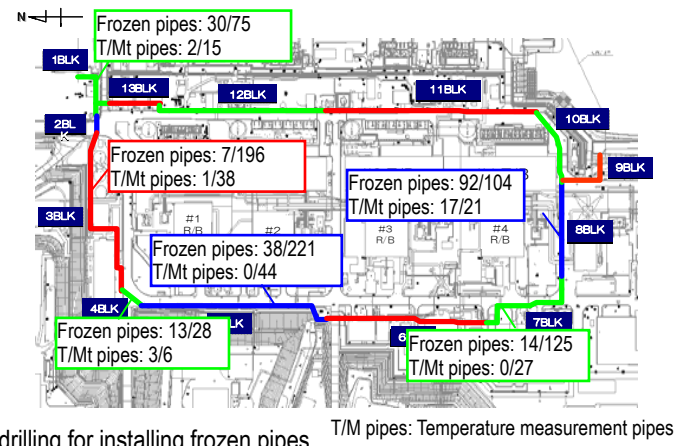 N
Frozen pipes: 30/75
T/Mt pipes: 2/15
1BLK
13BLK
12BLK
11BLK
10BLK
2BL
K
9BLK
Frozen pipes: 7/196
T/Mt pipes: 1/38
Frozen pipes: 92/104
T/Mt pipes: 17/21
3BLK
8BLK
#1
R/B
#2
#3
R/B
#4
R/B
Frozen pipes: 38/221
T/Mt pipes: 0/44
4BLK
LK
7BLK
6
Frozen pipes: 13/28
T/Mt pipes: 3/6
Frozen pipes: 14/125
T/Mt pipes: 0/27
drilling for installing frozen pipes
T/M pipes: Temperature measurement pipes